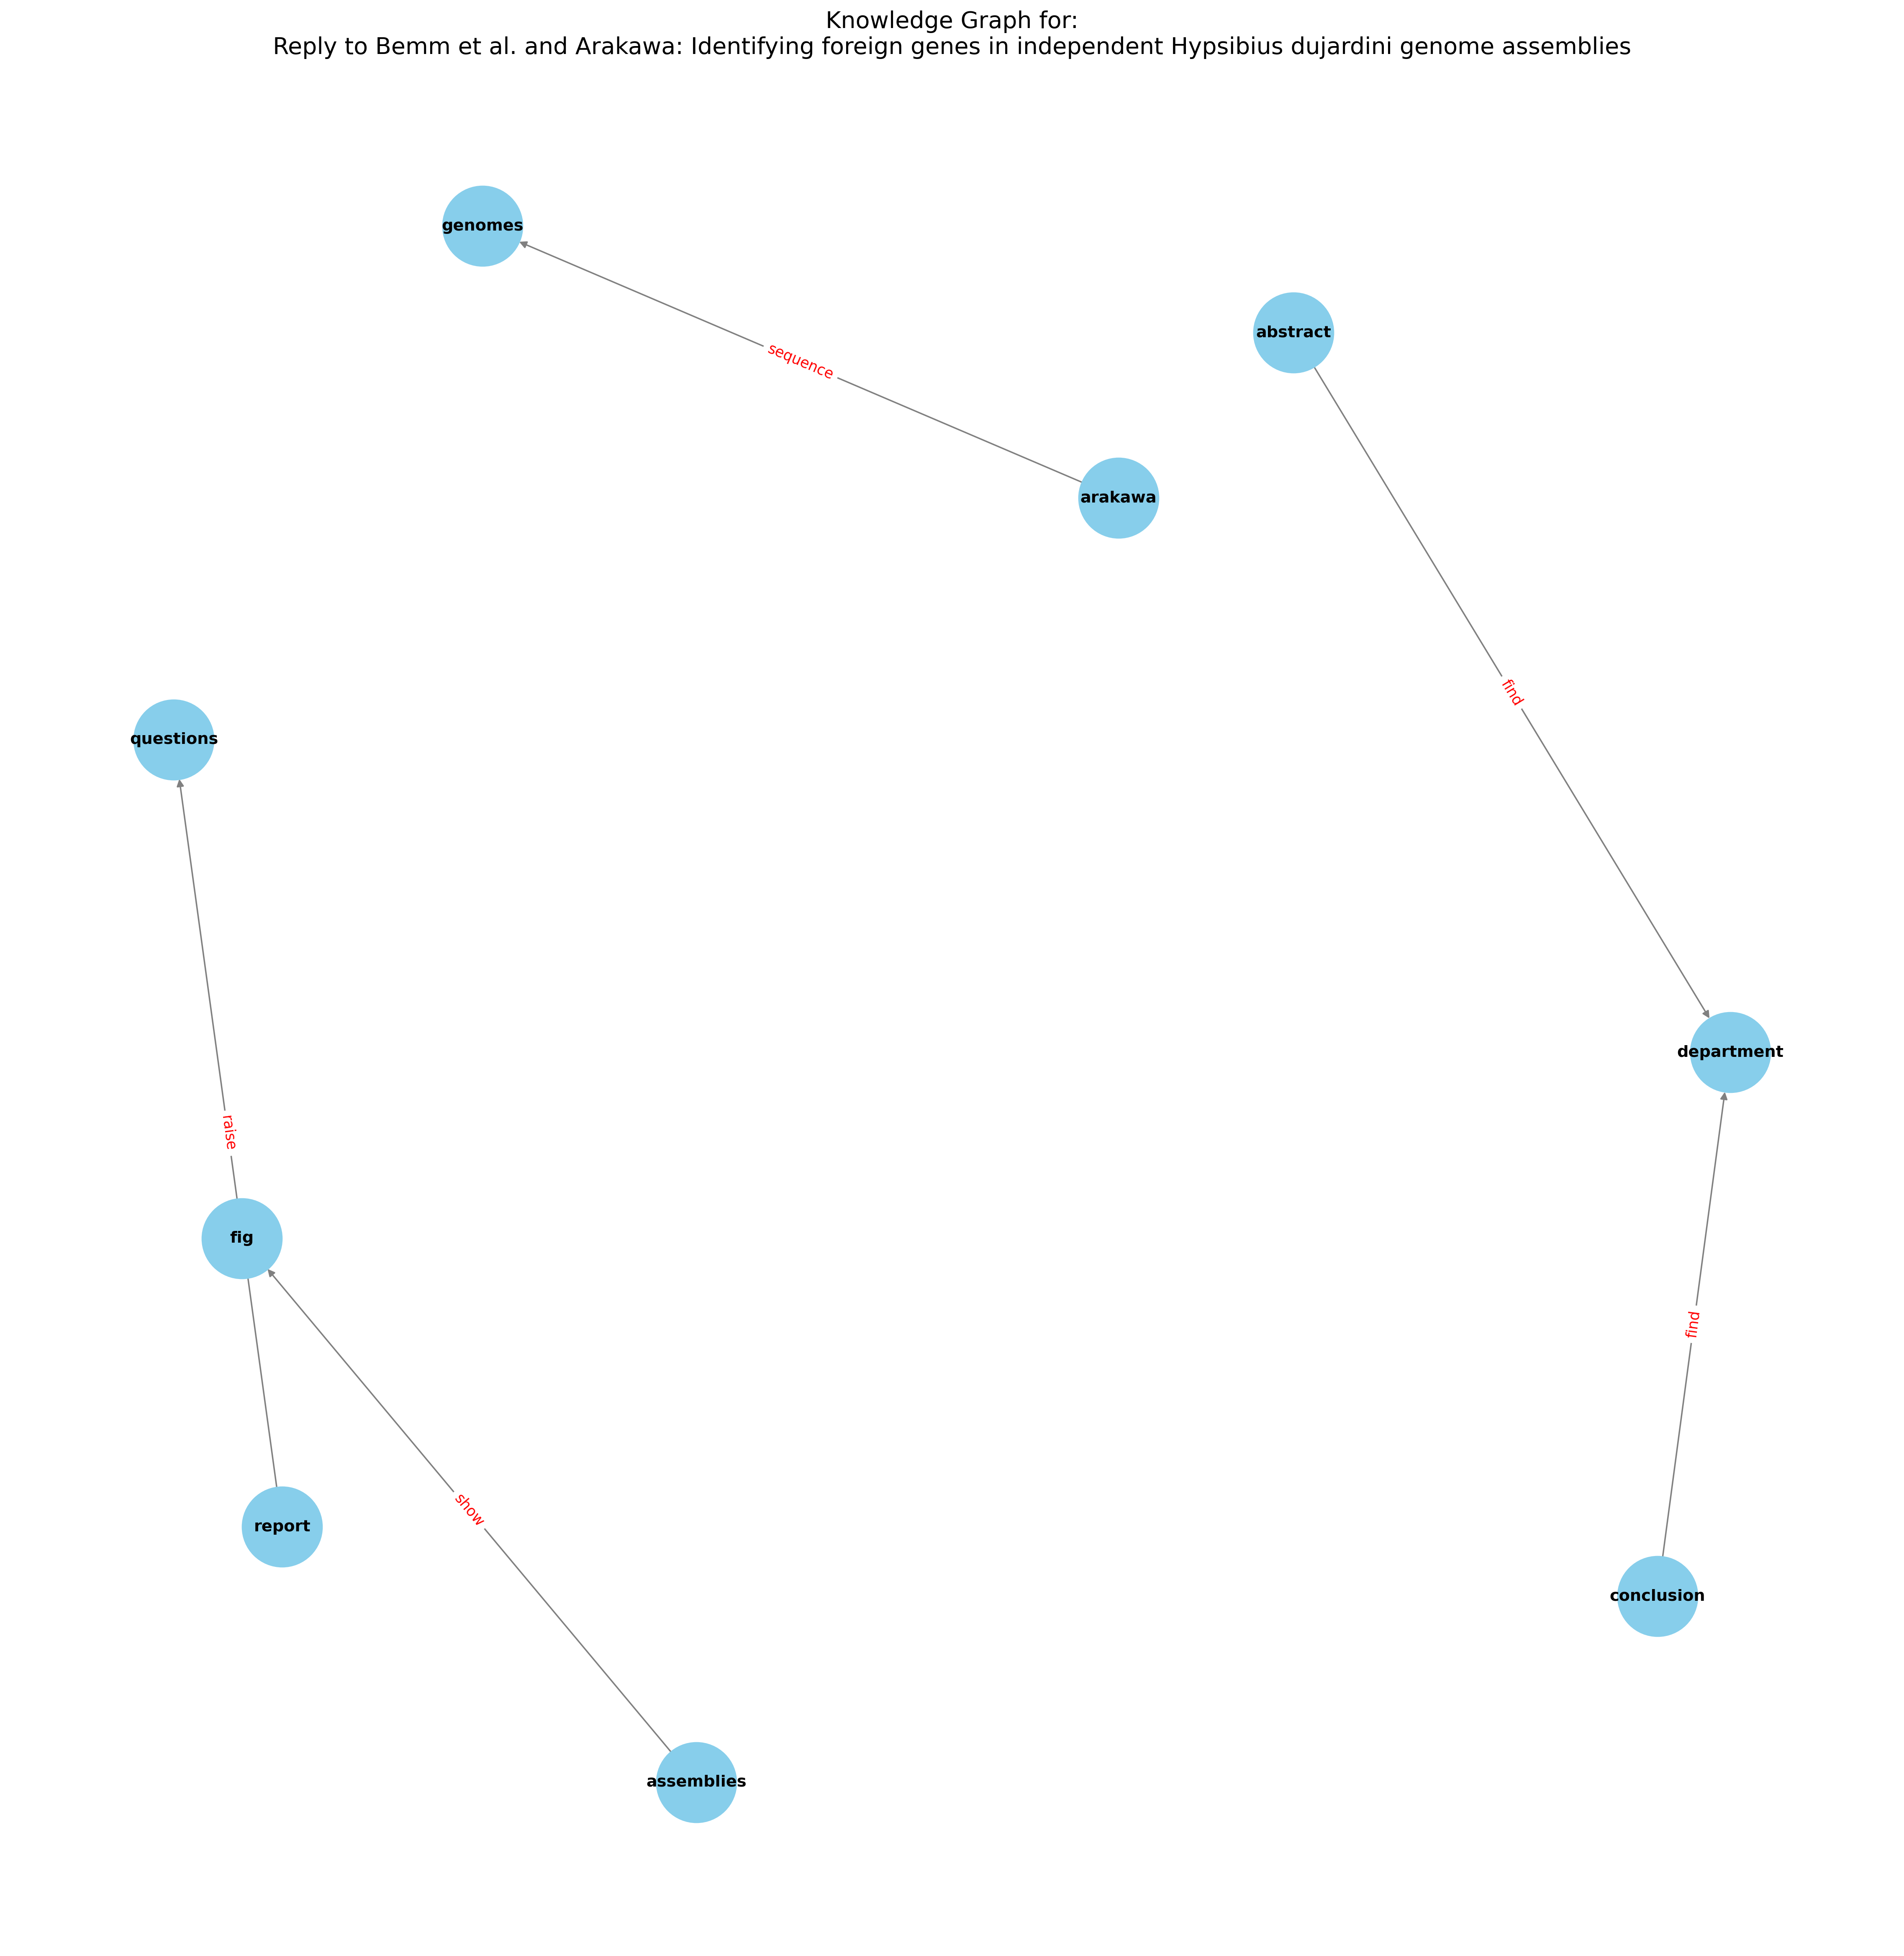 Knowledge Graph for:
Reply to Bemm et al. and Arakawa: Identifying foreign genes in independent Hypsibius dujardini genome assemblies
genomes
abstract
sequence
arakawa
find
questions
department
raise
fig
find
show
report
conclusion
assemblies